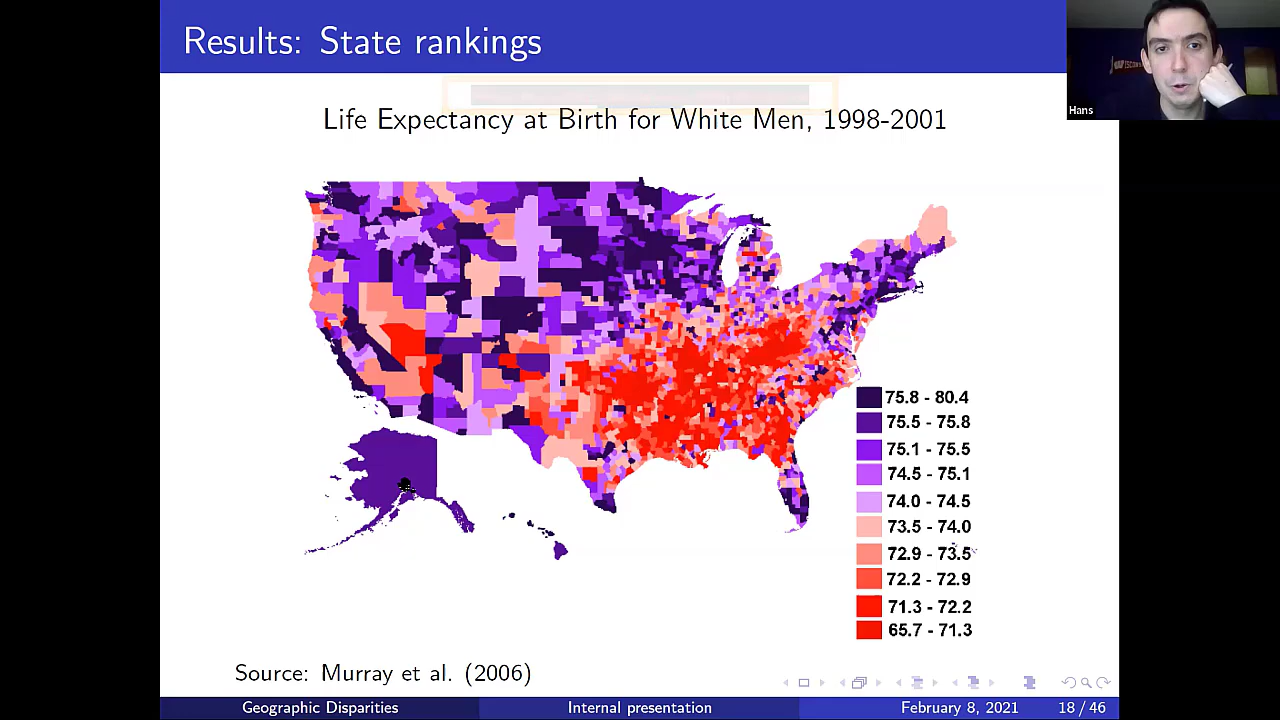 Results: State rankings
Hans
Life Expectancy at Birth for White Men, 1998-2001
75.8 - 80.4
75.5 - 75.8
75.1 - 75.5
74.5 - 75.1
74.0 - 74.5
73.5 - 74.0
72.9 - 73.5
72.2 - 72.9
71.3 - 72.2
65.7 - 71.3
Source: Murray et al. (2006)
Geographic Disparities
Internal presentation
February 8, 2021
18 / 46